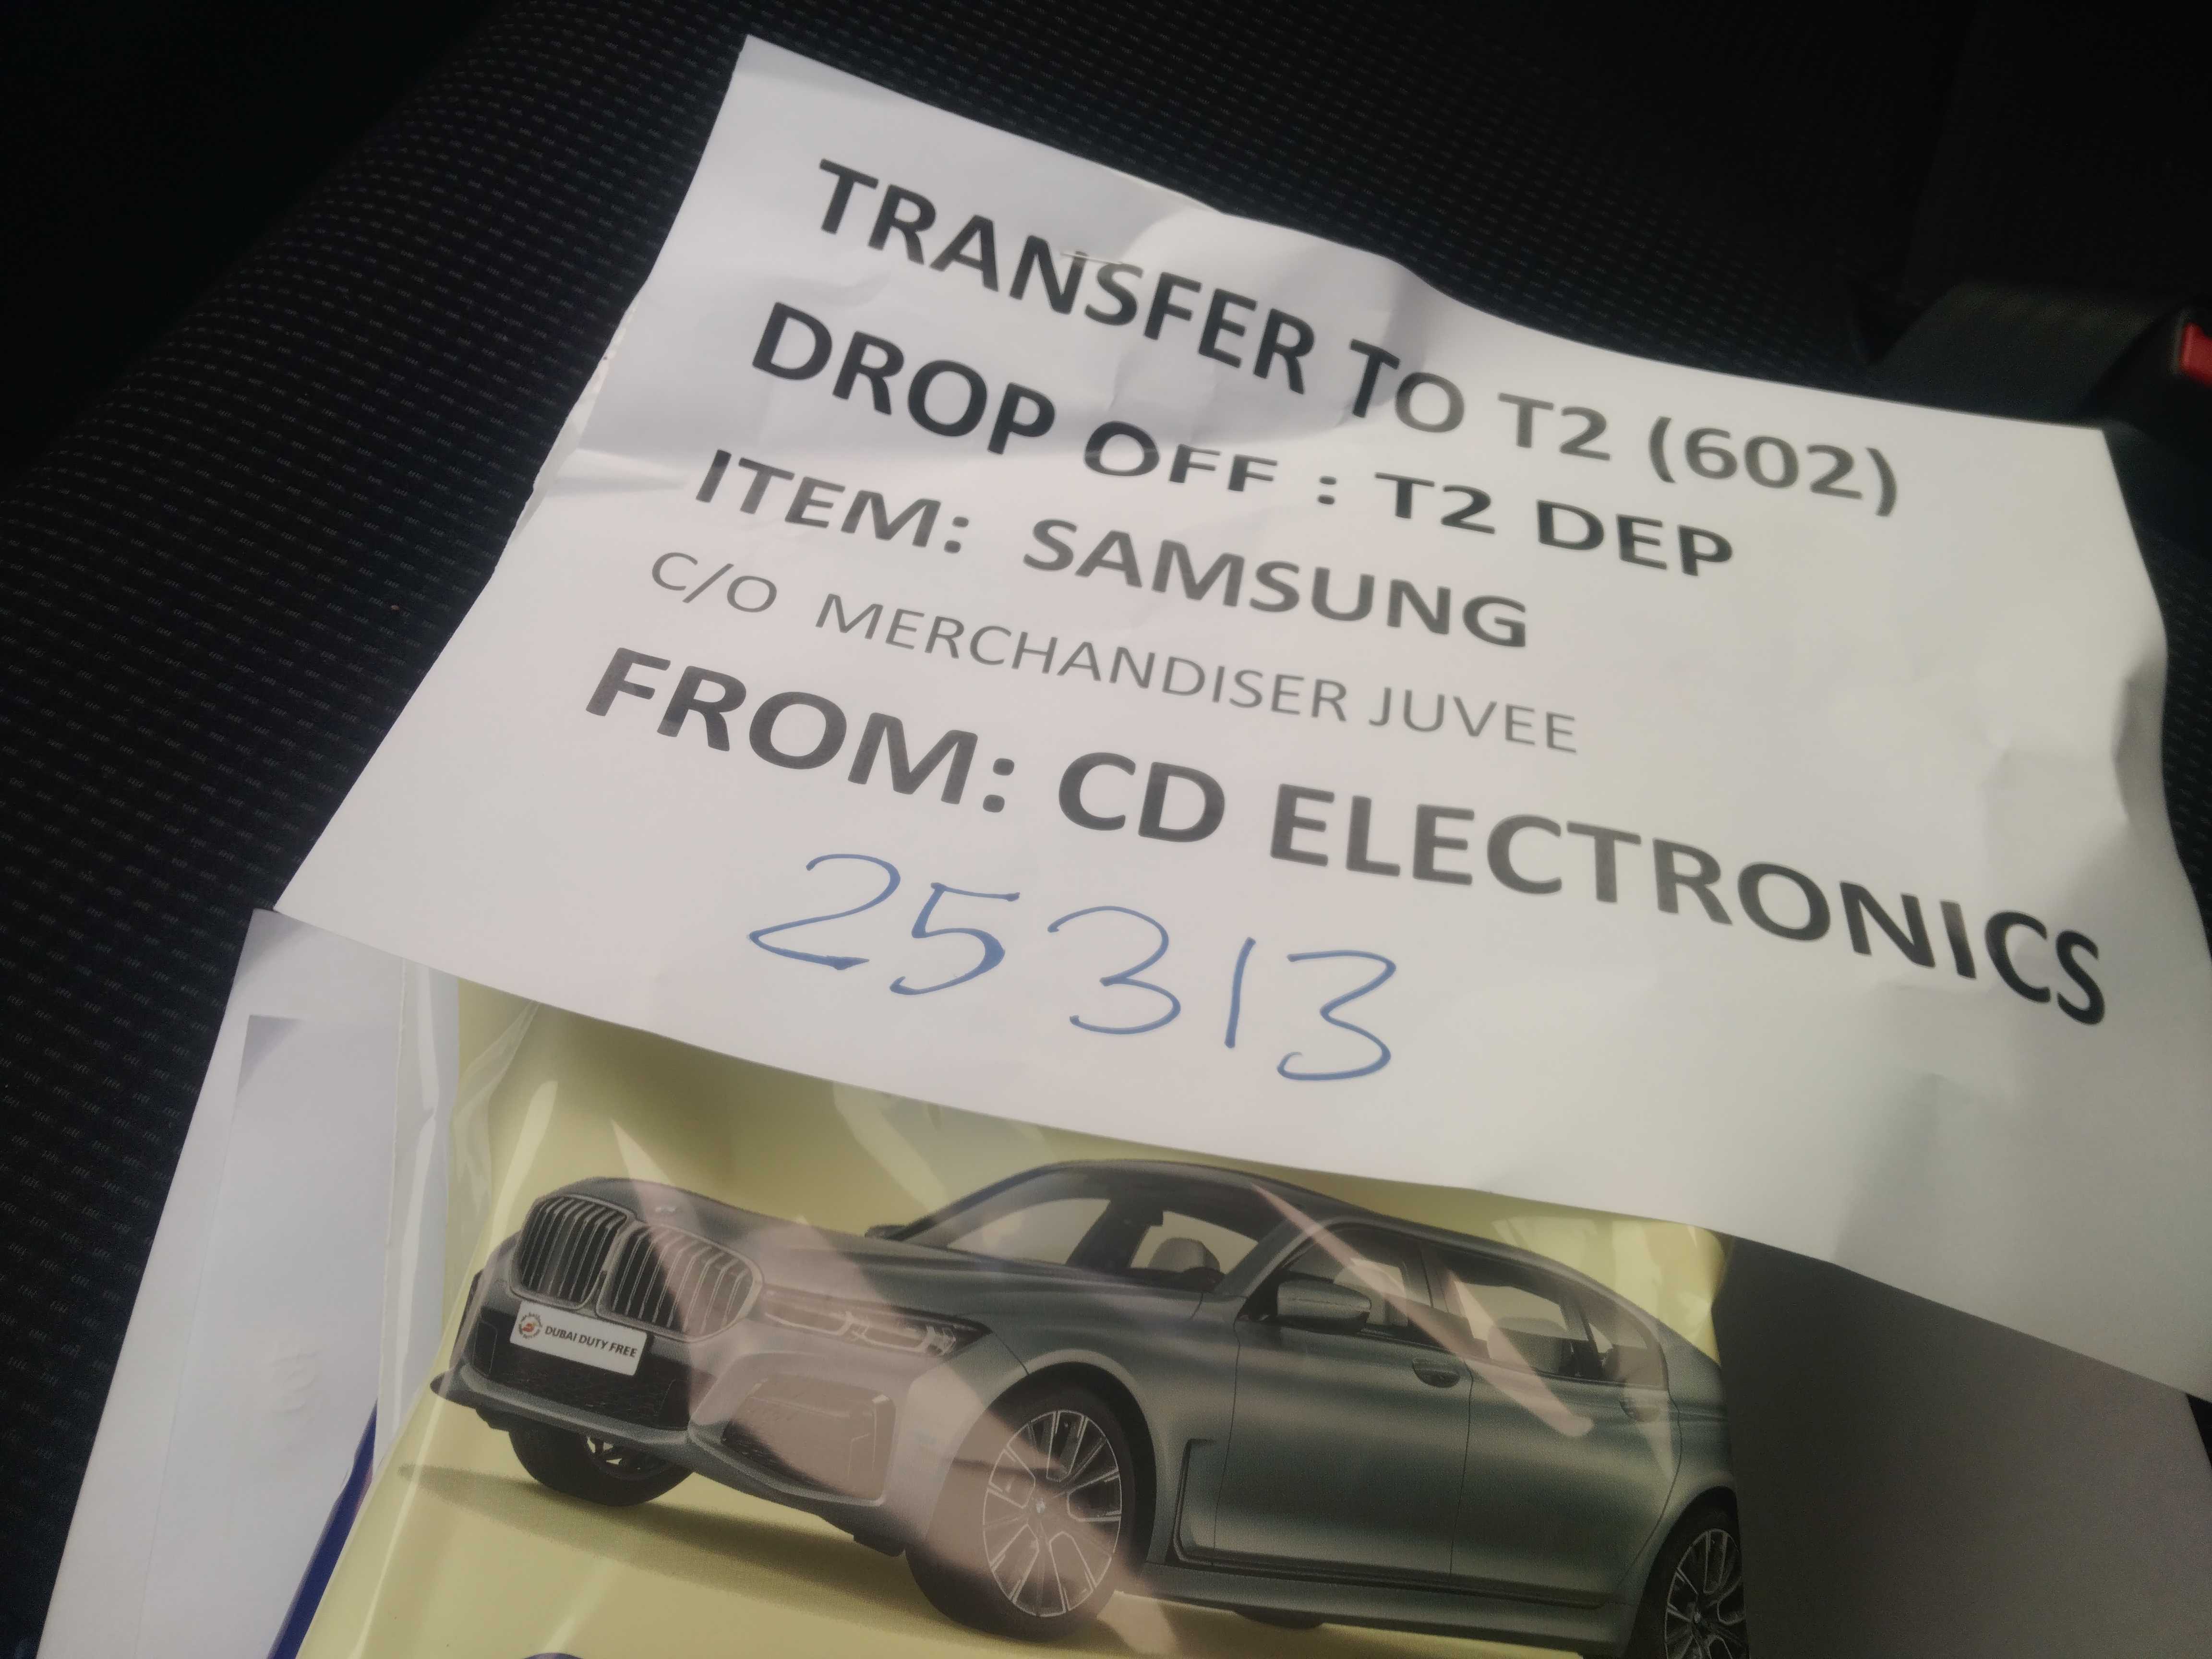 TRANSFER TO T2 (602)
DROP OFF : T2 DEP
ITEM: SAMSUNG
C/O MERCHANDISER JUVEE
FROM: CD ELECTRONICS
25313
DUBAI DUTY FREE